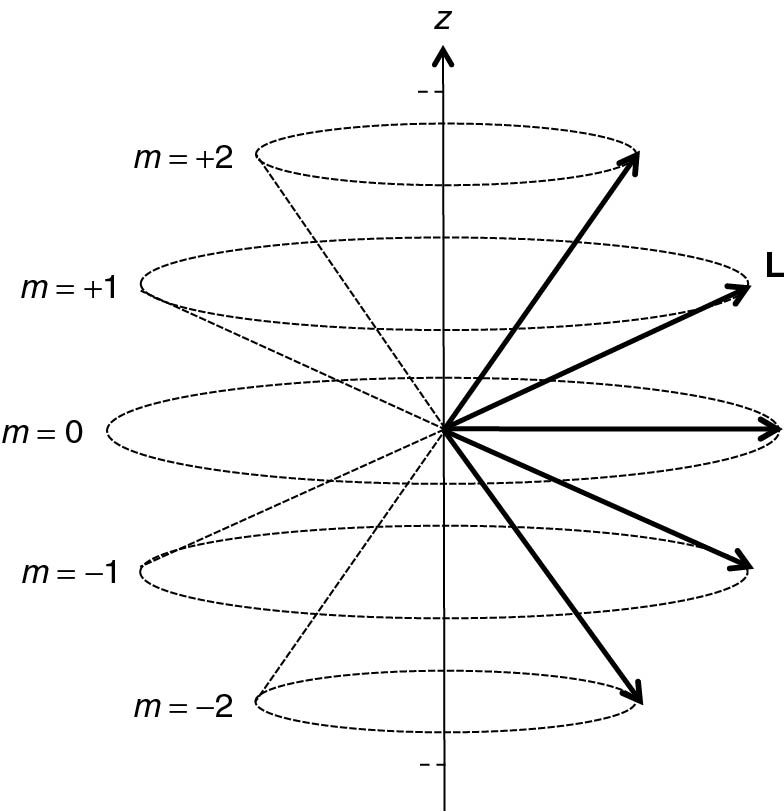 z
m = +2
L
m = +1
m = 0
m = −1
m = −2